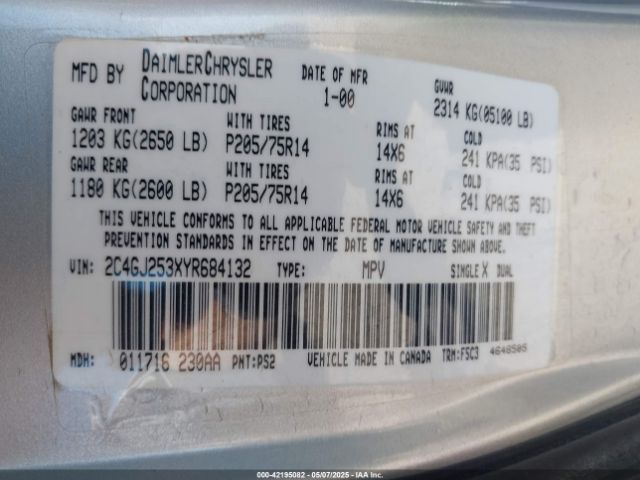 MFD BY DAIMLERCHRYSLER CORPORATION DATE OF MFR 1-00 GVWR 2314 KG(05100 LB)
GAWR FRONT WITH TIRES RIMS AT COLD
1203 KG(2650 LB) P205/75R14 14X6 241 KPA(35 PSI)
GAWR REAR WITH TIRES RIMS AT COLD
1180 KG(2600 LB) P205/75R14 14X6 241 KPA(35 PSI)
THIS VEHICLE CONFORMS TO ALL APPLICABLE FEDERAL MOTOR VEHICLE SAFETY AND THEFT
PREVENTION STANDARDS IN EFFECT ON THE DATE OF MANUFACTURE SHOWN ABOVE.
VIN: 2C4GJ253XYR684132 TYPE: MPV SINGLE X DUAL
MDH: 011716 230AA PNT:PS2 VEHICLE MADE IN CANADA TRM:FSC3 4648505
000-42195082 - 05/07/2025 - IAA, Inc. - Copyright